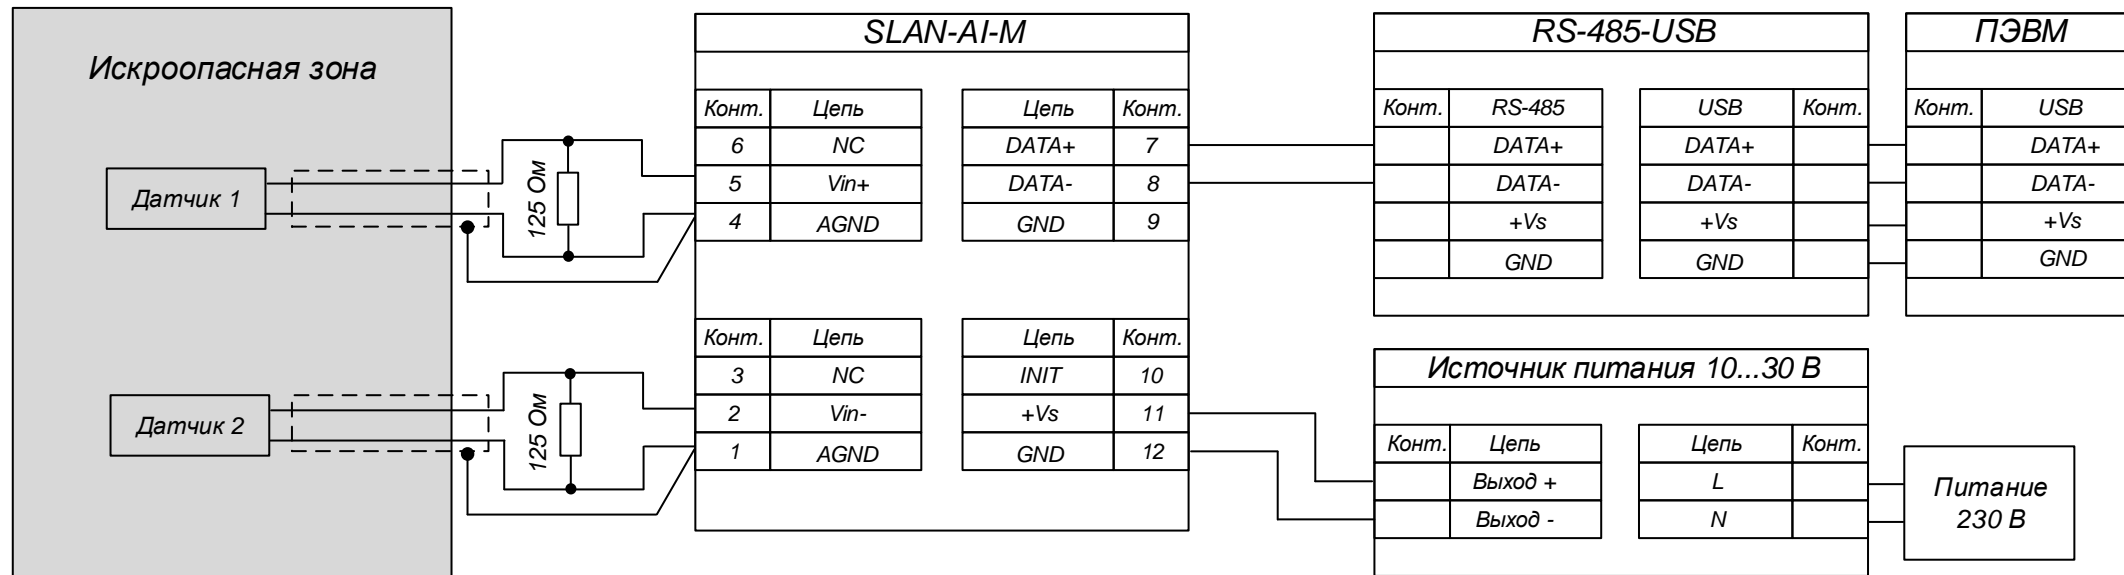 Искроопасная зона
Датчик 1
125 Ом
Датчик 2
125 Ом
SLAN-AI-M
Конт. Цепь Цепь Конт.
6 NC DATA+ 7
5 Vin+ DATA- 8
4 AGND GND 9
Конт. Цепь Цепь Конт.
3 NC INIT 10
2 Vin- +Vs 11
1 AGND GND 12
RS-485-USB
Конт. RS-485 USB Конт.
DATA+ DATA+
DATA- DATA-
+Vs +Vs
GND GND
ПЭВМ
Конт. USB
DATA+
DATA-
+Vs
GND
Источник питания 10...30 В
Конт. Цепь Цепь Конт.
Выход + L
Выход - N
Питание
230 В